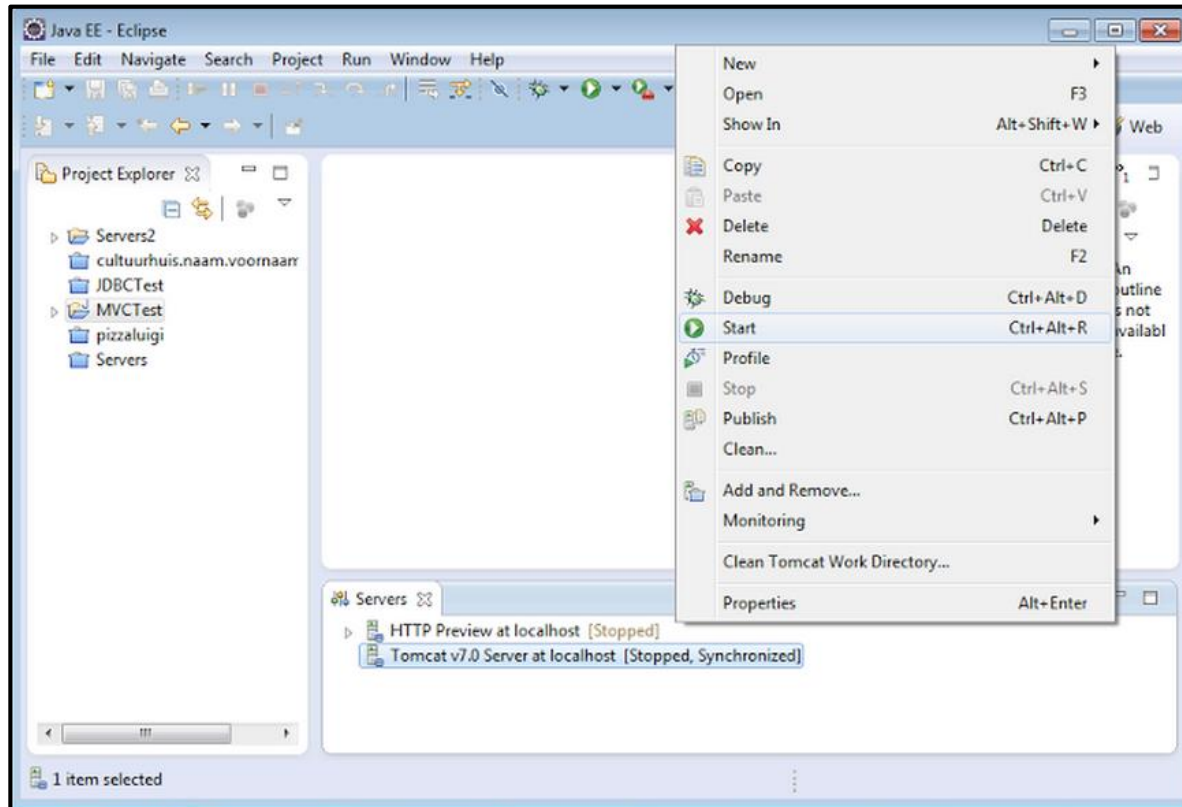 Java EE - Eclipse
File Edit Navigate Search Project Run Window Help
Web
Project Explorer
Servers2
cultuurhuis.naam.voornaam
JDBCTest
MVCTest
pizzaluigi
Servers
New
Open F3
Show In Alt+Shift+W
Copy Ctrl+C
Paste Ctrl+V
Delete Delete
Rename F2
Debug Ctrl+Alt+D
Start Ctrl+Alt+R
Profile
Stop Ctrl+Alt+S
Publish Ctrl+Alt+P
Clean...
Add and Remove...
Monitoring
Clean Tomcat Work Directory...
Properties Alt+Enter
1
s not
Servers
HTTP Preview at localhost [Stopped]
Tomcat v7.0 Server at localhost [Stopped, Synchronized]
1 item selected